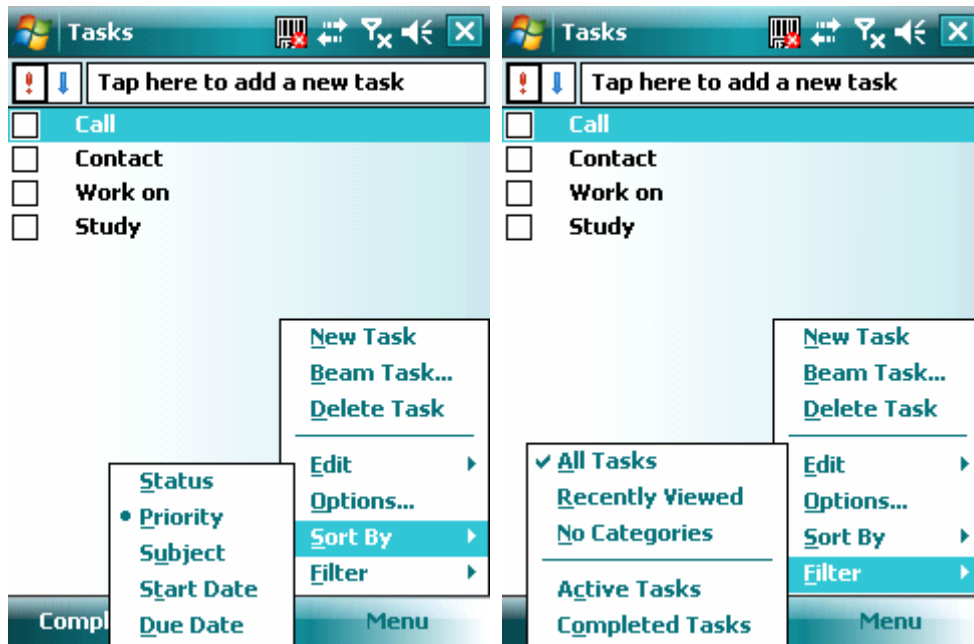 Tasks
Tap here to add a new task
Call
Contact
Work on
Study
New Task
Beam Task...
Delete Task
Edit
Options...
Sort By
Filter
Status
Priority
Subject
Start Date
Due Date
Compl
Menu
Tasks
Tap here to add a new task
Call
Contact
Work on
Study
New Task
Beam Task...
Delete Task
Edit
Options...
Sort By
Filter
All Tasks
Recently Viewed
No Categories
Active Tasks
Completed Tasks
Menu